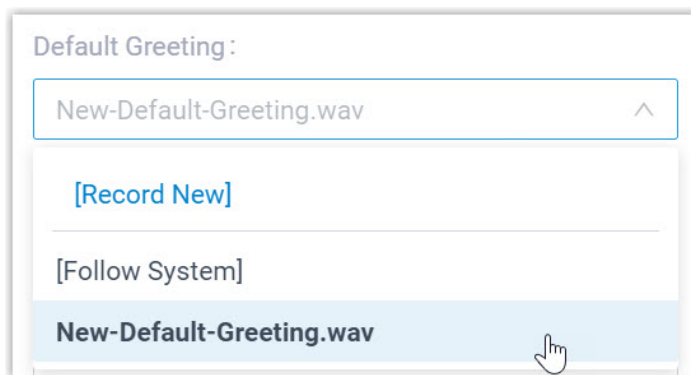 Default Greeting:
New-Default-Greeting.wav
[Record New]
[Follow System]
New-Default-Greeting.wav